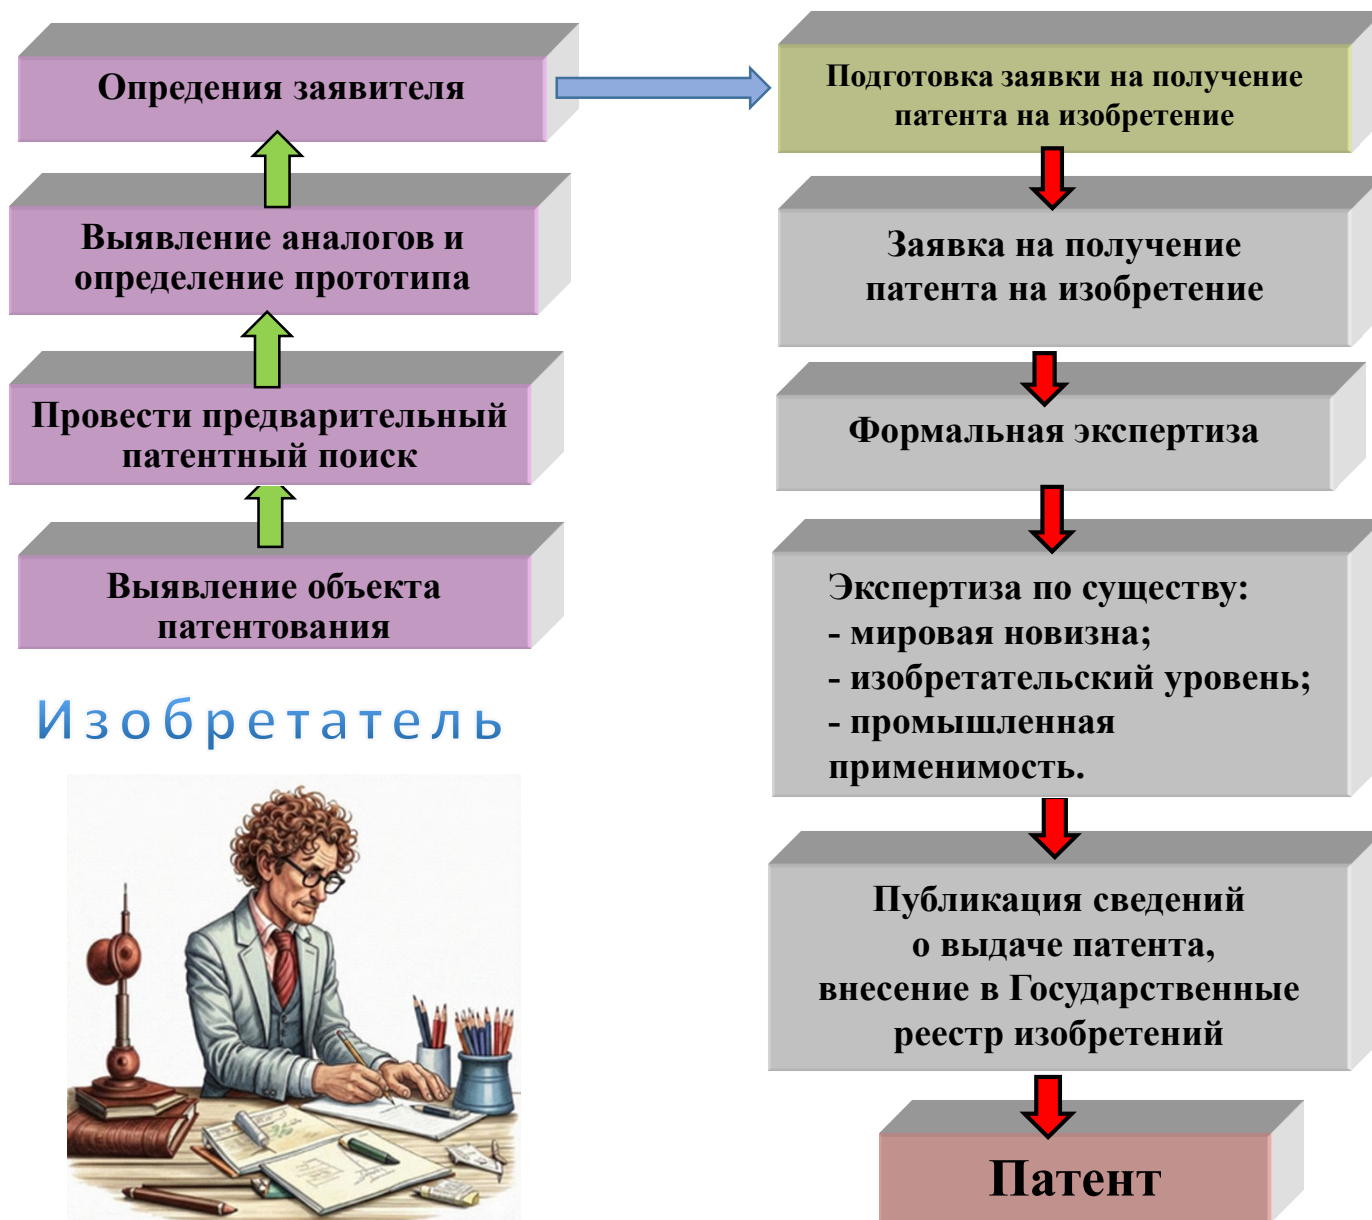 Опредения заявителя
Выявление аналогов и
определение прототипа
Провести предварительный
патентный поиск
Выявление объекта
патентования
Изобретатель
Подготовка заявки на получение
патента на изобретение
Заявка на получение
патента на изобретение
Формальная экспертиза
Экспертиза по существу:
- мировая новизна;
- изобретательский уровень;
- промышленная
применимость.
Публикация сведений
о выдаче патента,
внесение в Государственные
реестр изобретений
Патент